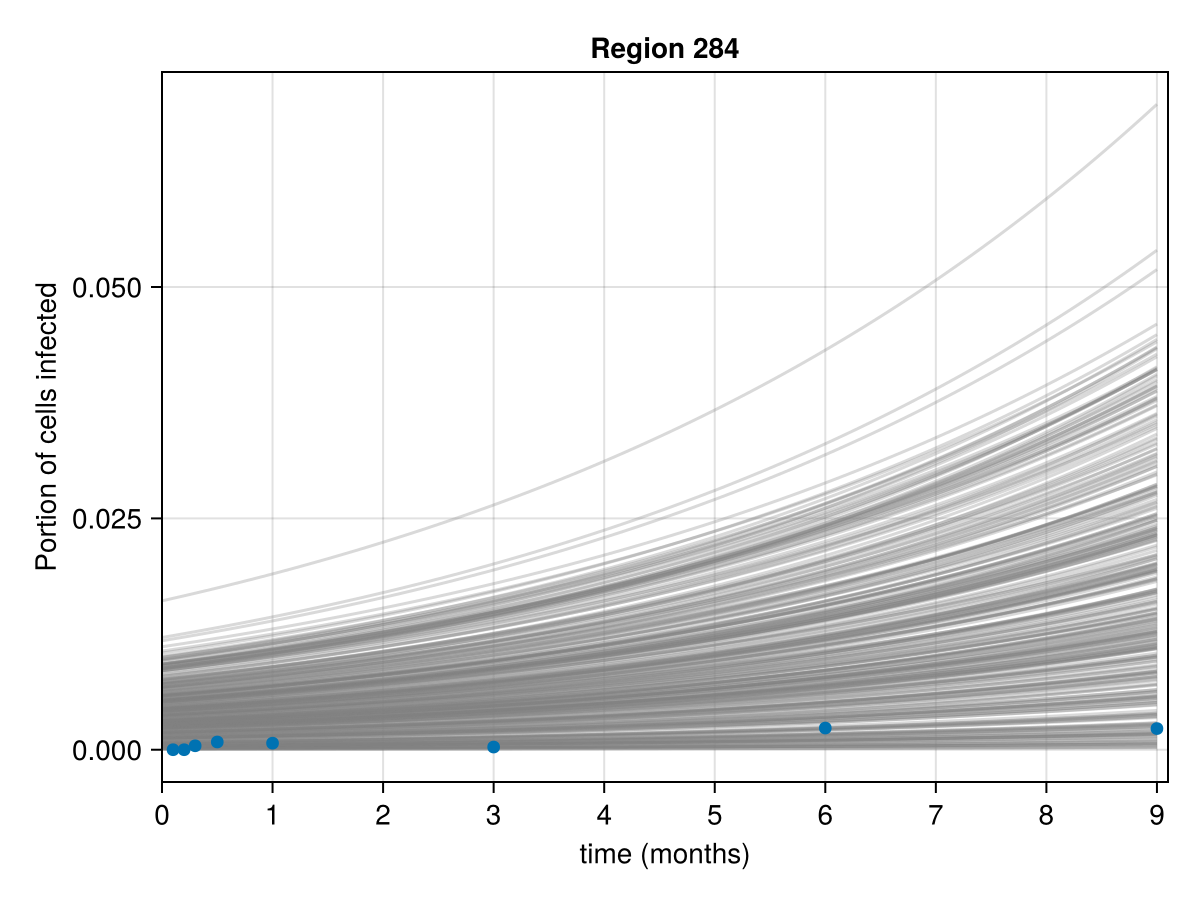 Region 284
Portion of cells infected
0.050
0.025
0.000
0 1 2 3 4 5 6 7 8 9
time (months)